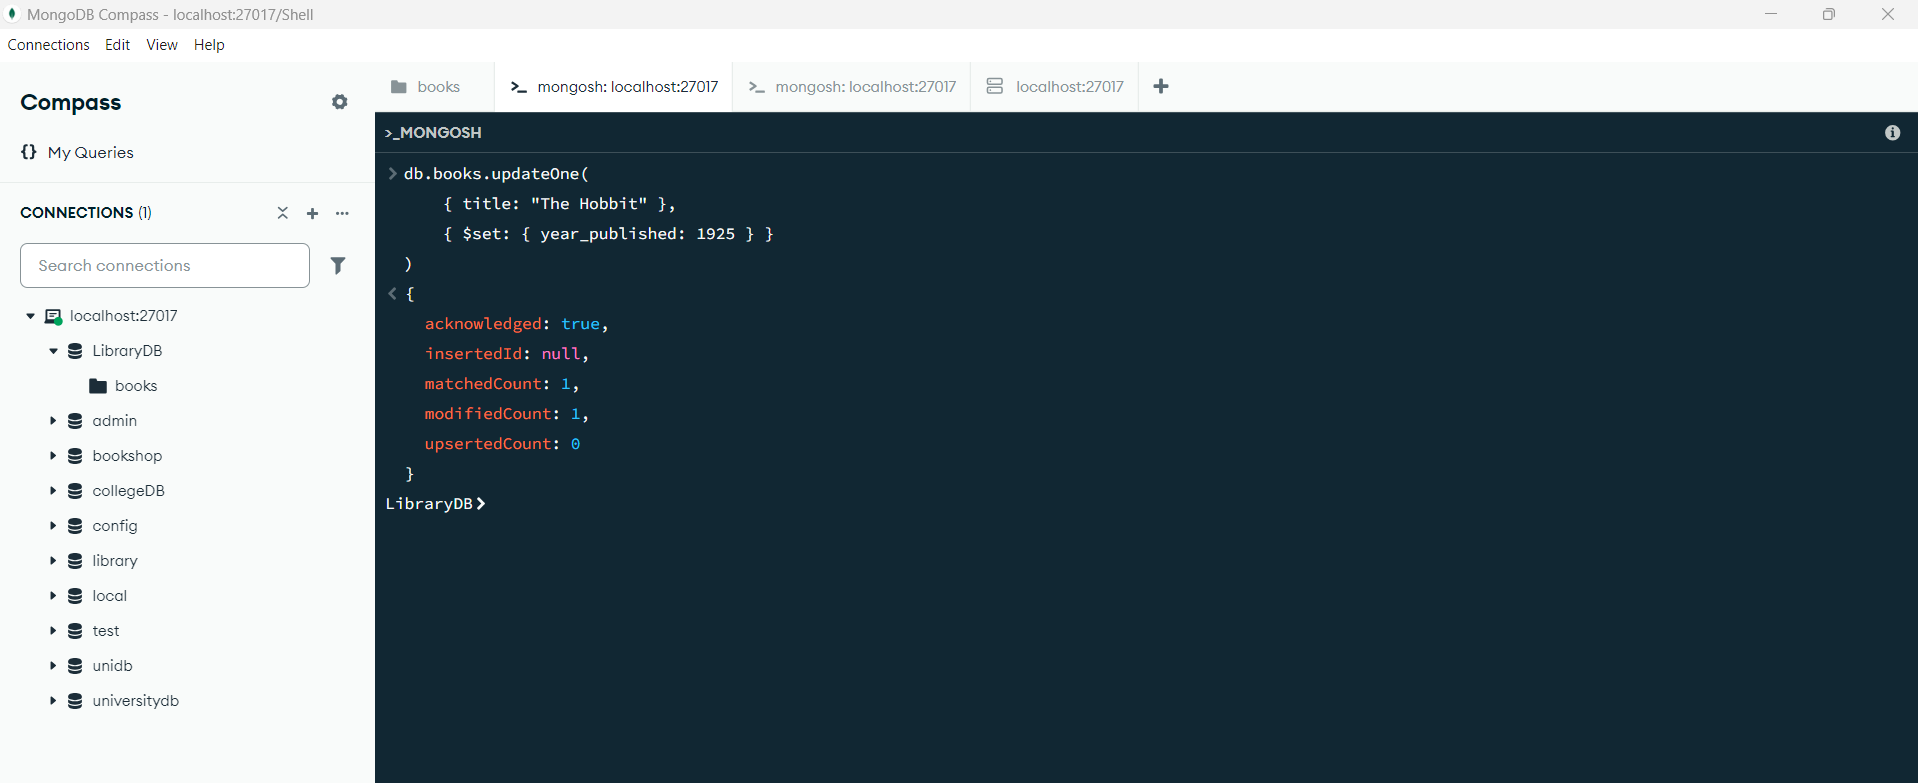 MongoDB Compass - localhost:27017/Shell
Connections Edit View Help
Compass
{} My Queries
CONNECTIONS (1)
Search connections
localhost:27017
LibraryDB
books
admin
bookshop
collegeDB
config
library
local
test
unidb
universitydb
books
mongosh: localhost:27017
mongosh: localhost:27017
localhost:27017
>_MONGOSH
db.books.updateOne(
{ title: "The Hobbit" },
{ $set: { year_published: 1925 } }
)
{
acknowledged: true,
insertedId: null,
matchedCount: 1,
modifiedCount: 1,
upsertedCount: 0
}
LibraryDB>